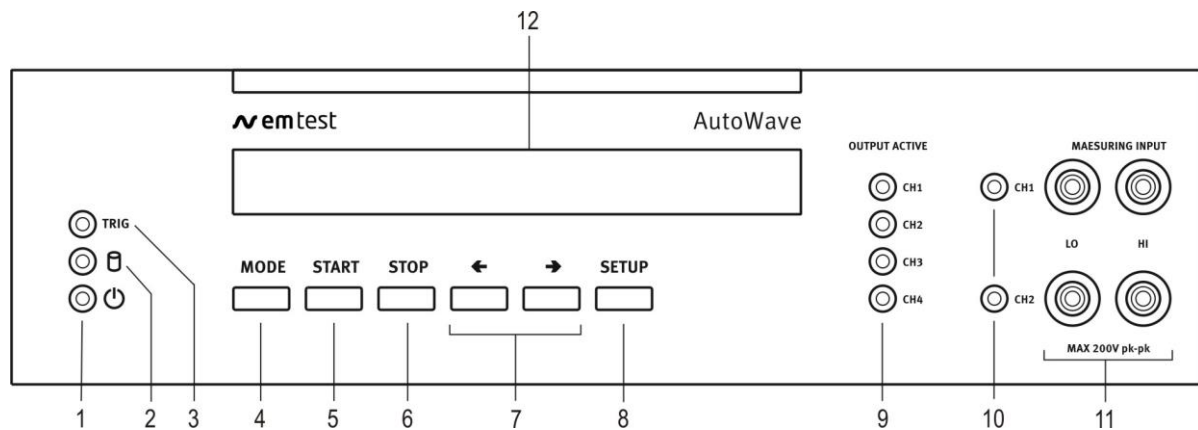 12
emtest AutoWave
OUTPUT ACTIVE MAESURING INPUT
CH1 CH1
TRIG CH2
LO HI
MODE START STOP ← → SETUP CH3
CH4 CH2
MAX 200V pk-pk
1 2 3 4 5 6 7 8 9 10 11